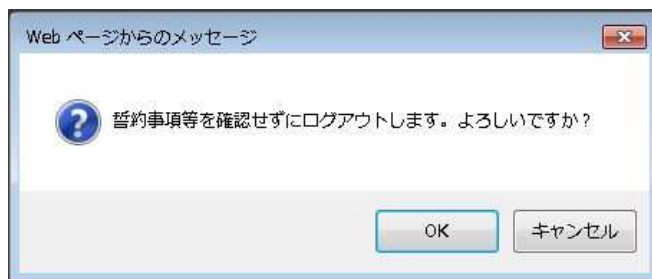 Web ページからのメッセージ
誓約事項等を確認せずにログアウトします。よろしいですか？
OK
キャンセル